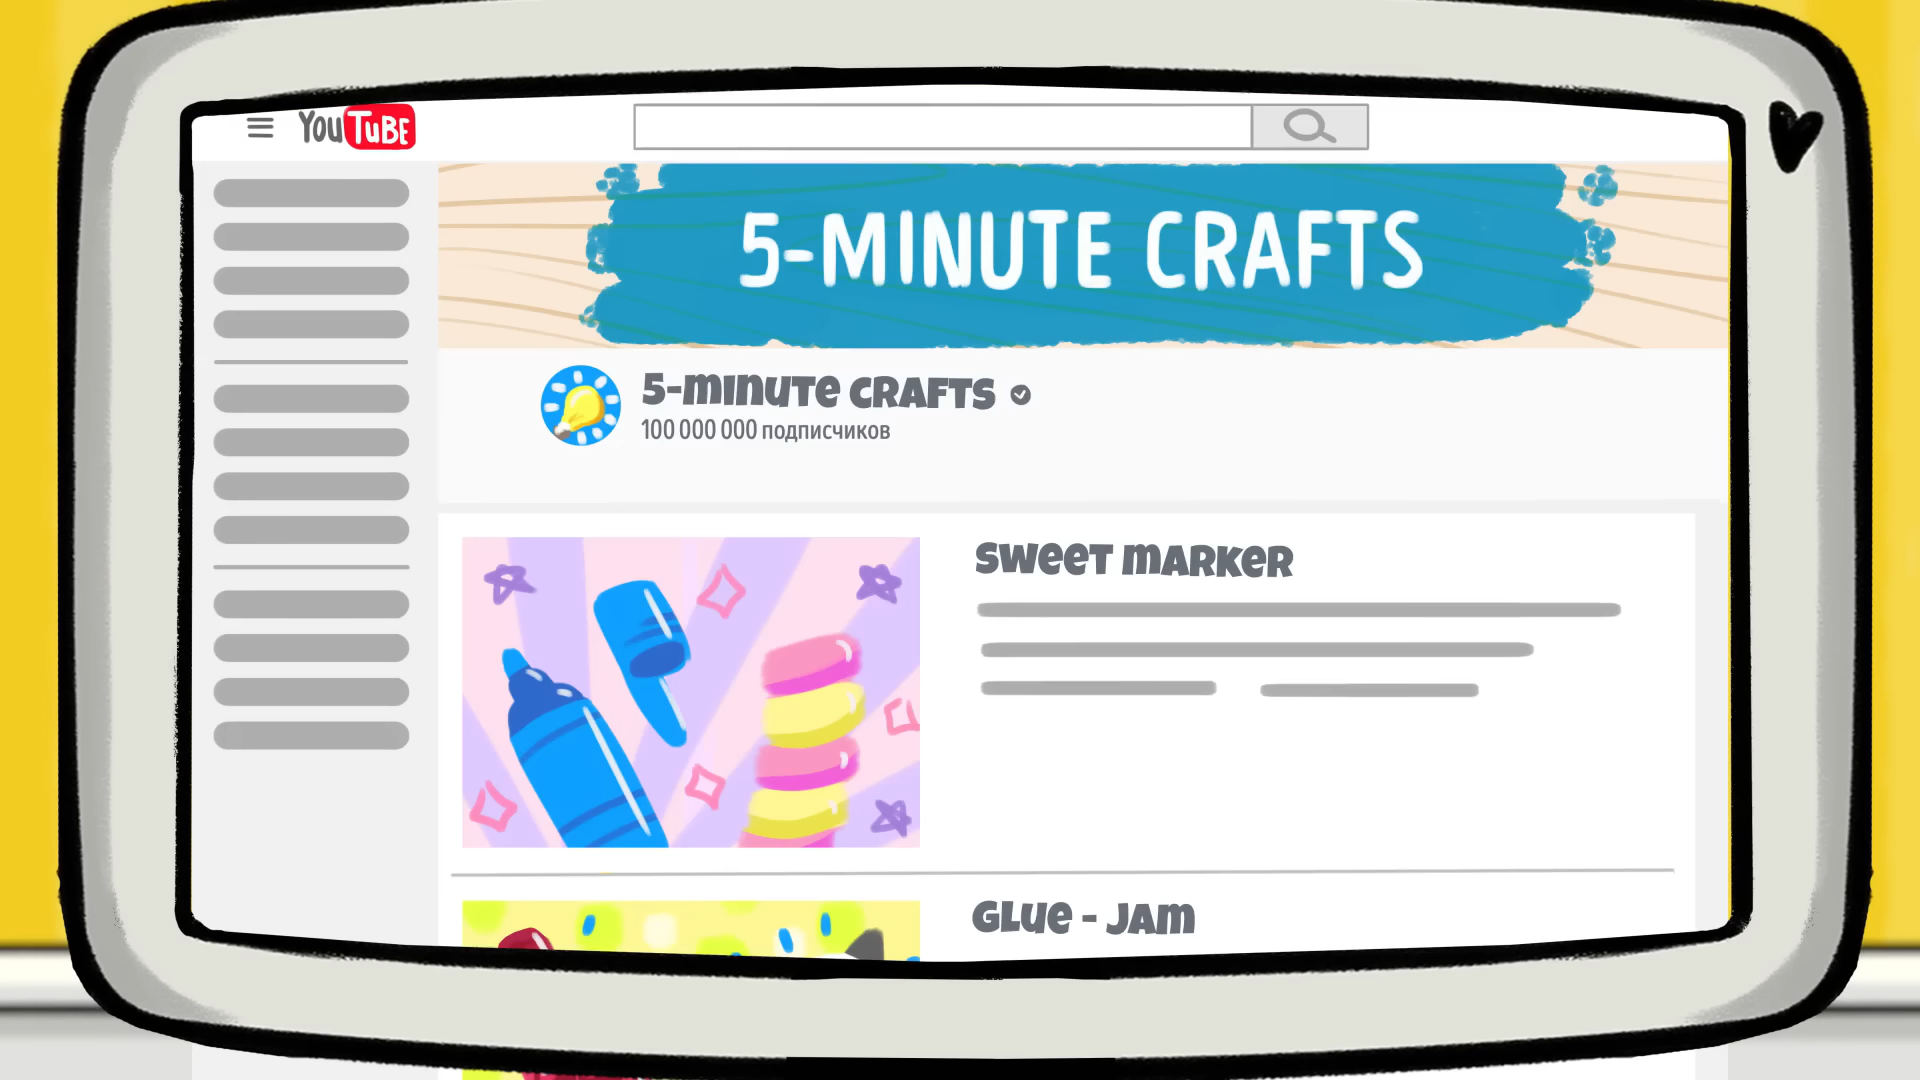 YouTube
5-MINUTE CRAFTS
5-minute CRAFTS
100 000 000 подписчиков
Sweet marker
Glue - Jam